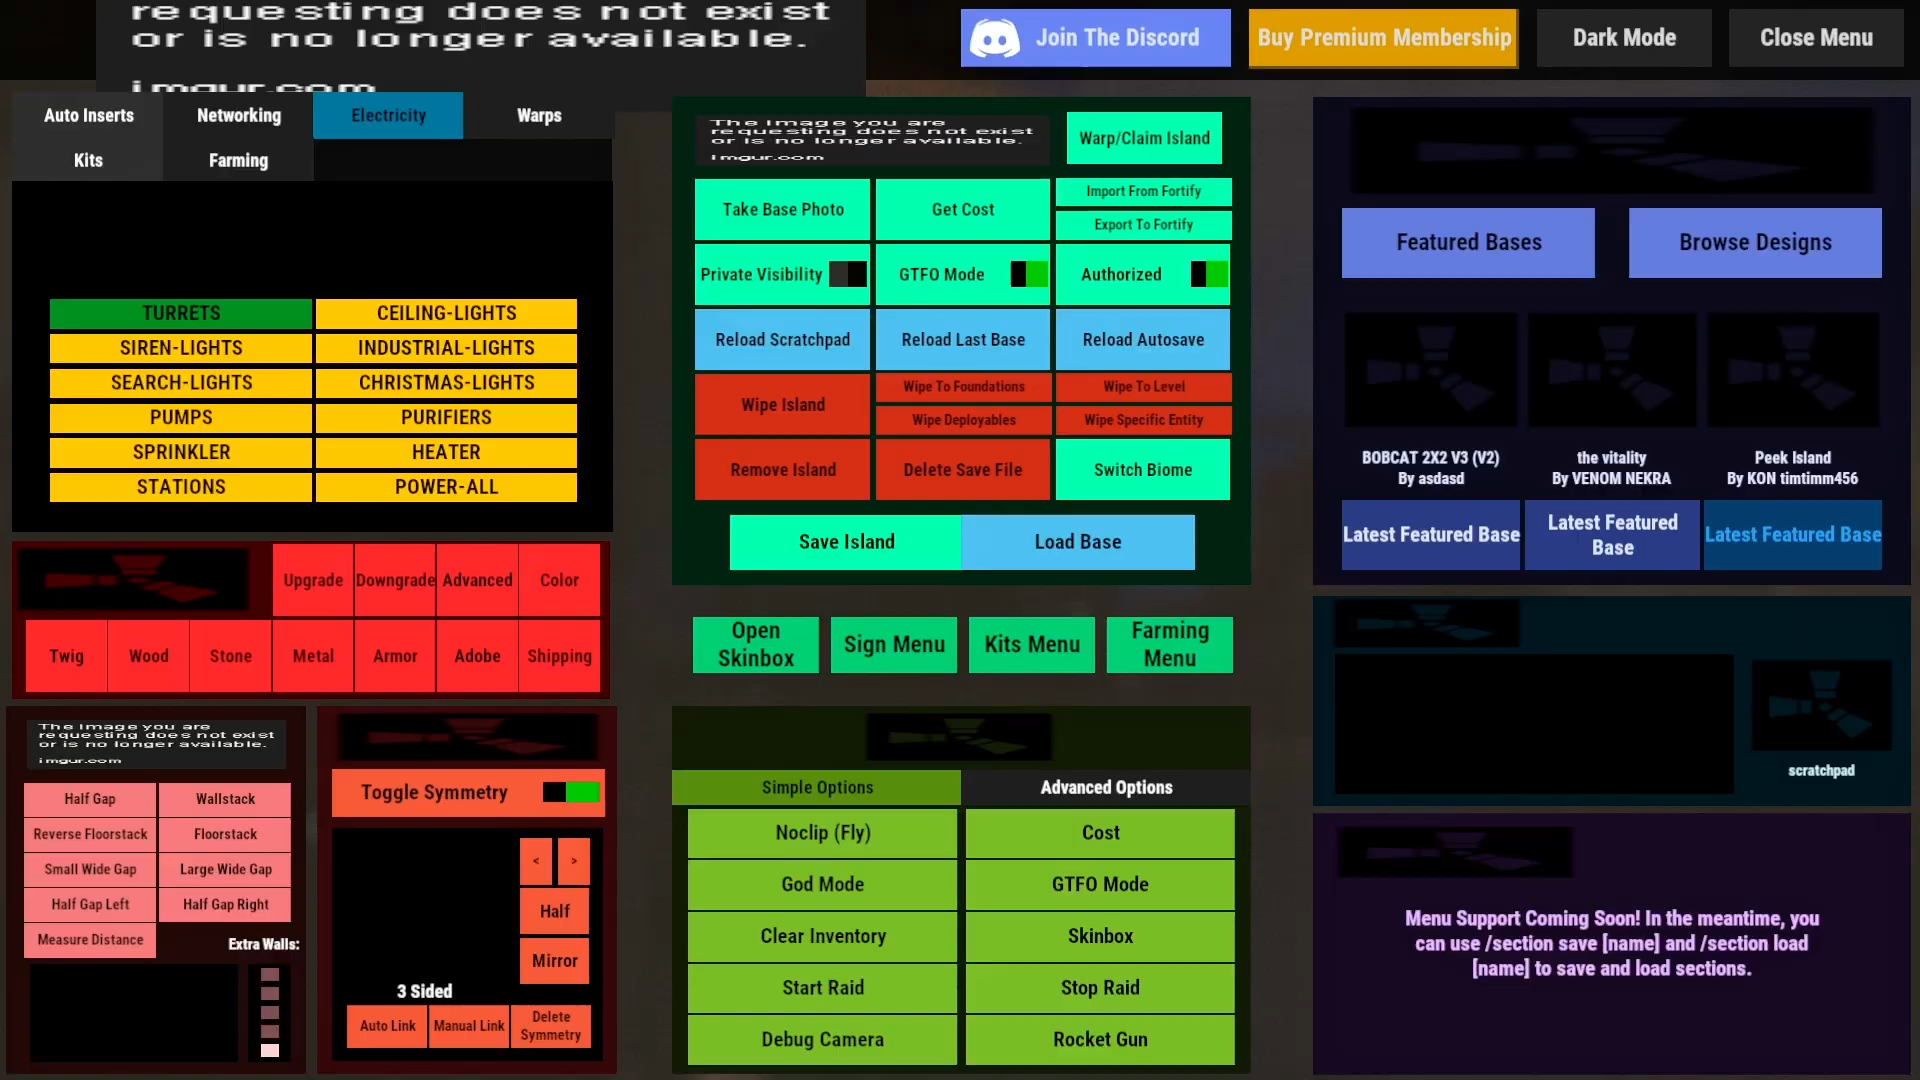 requesting does not exist
or is no longer available.
imgur.com
Join The Discord
Buy Premium Membership
Dark Mode
Close Menu
Auto Inserts
Networking
Electricity
Warps
Kits
Farming
TURRETS
CEILING-LIGHTS
SIREN-LIGHTS
INDUSTRIAL-LIGHTS
SEARCH-LIGHTS
CHRISTMAS-LIGHTS
PUMPS
PURIFIERS
SPRINKLER
HEATER
STATIONS
POWER-ALL
Upgrade
Downgrade
Advanced
Color
Twig
Wood
Stone
Metal
Armor
Adobe
Shipping
The image you are
requesting does not exist
or is no longer available.
imgur.com
Half Gap
Wallstack
Reverse Floorstack
Floorstack
Small Wide Gap
Large Wide Gap
Half Gap Left
Half Gap Right
Measure Distance
Extra Walls:
Toggle Symmetry
<
>
Half
Mirror
3 Sided
Auto Link
Manual Link
Delete
Symmetry
The image you are
requesting does not exist
or is no longer available.
imgur.com
Warp/Claim Island
Take Base Photo
Get Cost
Import From Fortify
Export To Fortify
Private Visibility
GTFO Mode
Authorized
Reload Scratchpad
Reload Last Base
Reload Autosave
Wipe Island
Wipe To Foundations
Wipe To Level
Wipe Deployables
Wipe Specific Entity
Remove Island
Delete Save File
Switch Biome
Save Island
Load Base
Open
Skinbox
Sign Menu
Kits Menu
Farming
Menu
Simple Options
Advanced Options
Noclip (Fly)
Cost
God Mode
GTFO Mode
Clear Inventory
Skinbox
Start Raid
Stop Raid
Debug Camera
Rocket Gun
Featured Bases
Browse Designs
BOBCAT 2X2 V3 (V2)
By asdasd
the vitality
By VENOM NEKRA
Peek Island
By KON timtimm456
Latest Featured Base
Latest Featured
Base
Latest Featured Base
scratchpad
Menu Support Coming Soon! In the meantime, you
can use /section save [name] and /section load
[name] to save and load sections.